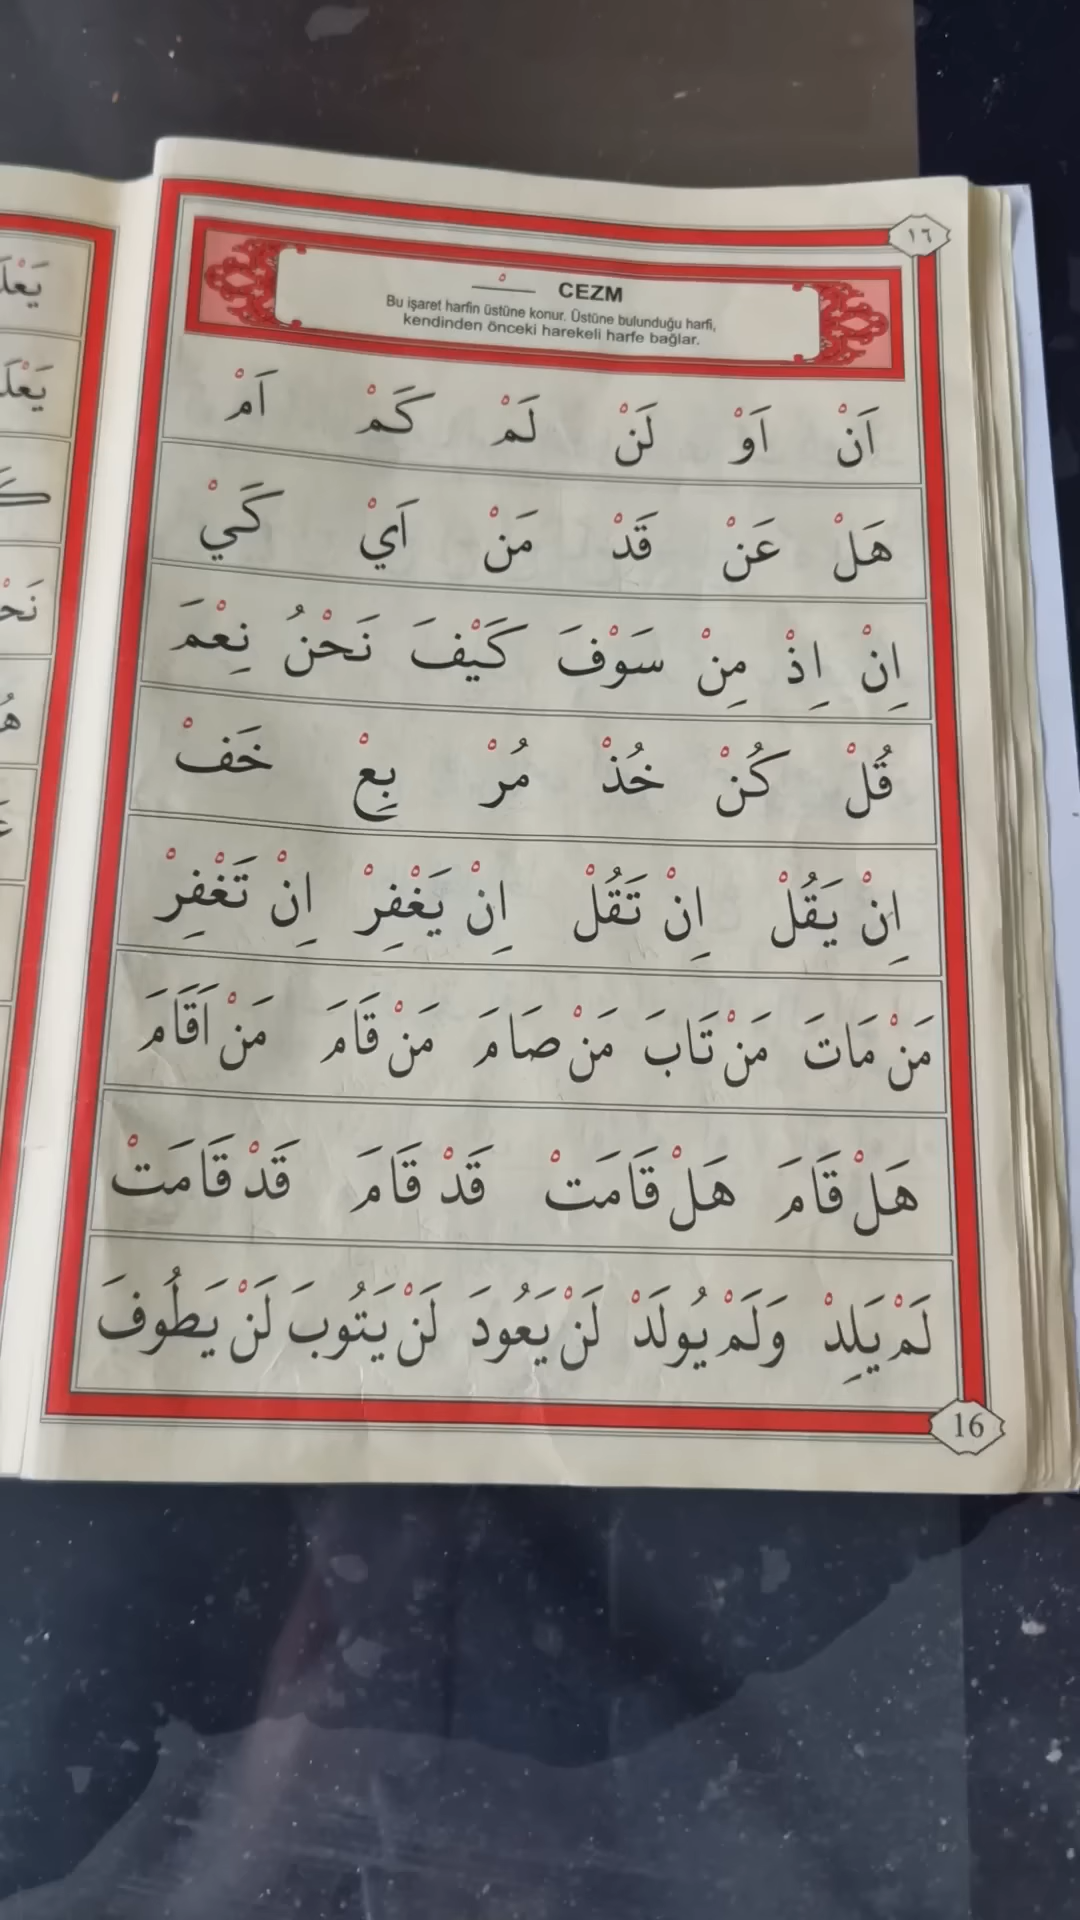 ١٦
ــْـ CEZM
Bu işaret harfin üstüne konur. Üstüne bulunduğu harfi,
kendinden önceki harekeli harfe bağlar.
اَنْ اَوْ لَنْ لَمْ كَمْ اَمْ
هَلْ عَنْ قَدْ مَنْ اَيْ كَيْ
اِنْ اِذْ مِنْ سَوْفَ كَيْفَ نَحْنُ نِعْمَ
قُلْ كُنْ خُذْ مُرْ بِعْ خَفْ
اِنْ يَقُلْ اِنْ تَقُلْ اِنْ يَغْفِرْ اِنْ تَغْفِرْ
مَنْ مَاتَ مَنْ تَابَ مَنْ صَامَ مَنْ قَامَ مَنْ اَقَامَ
هَلْ قَامَ هَلْ قَامَتْ قَدْ قَامَ قَدْ قَامَتْ
لَمْ يَلِدْ وَلَمْ يُولَدْ لَنْ يَعُودَ لَنْ يَتُوبَ لَنْ يَطُوفَ
16